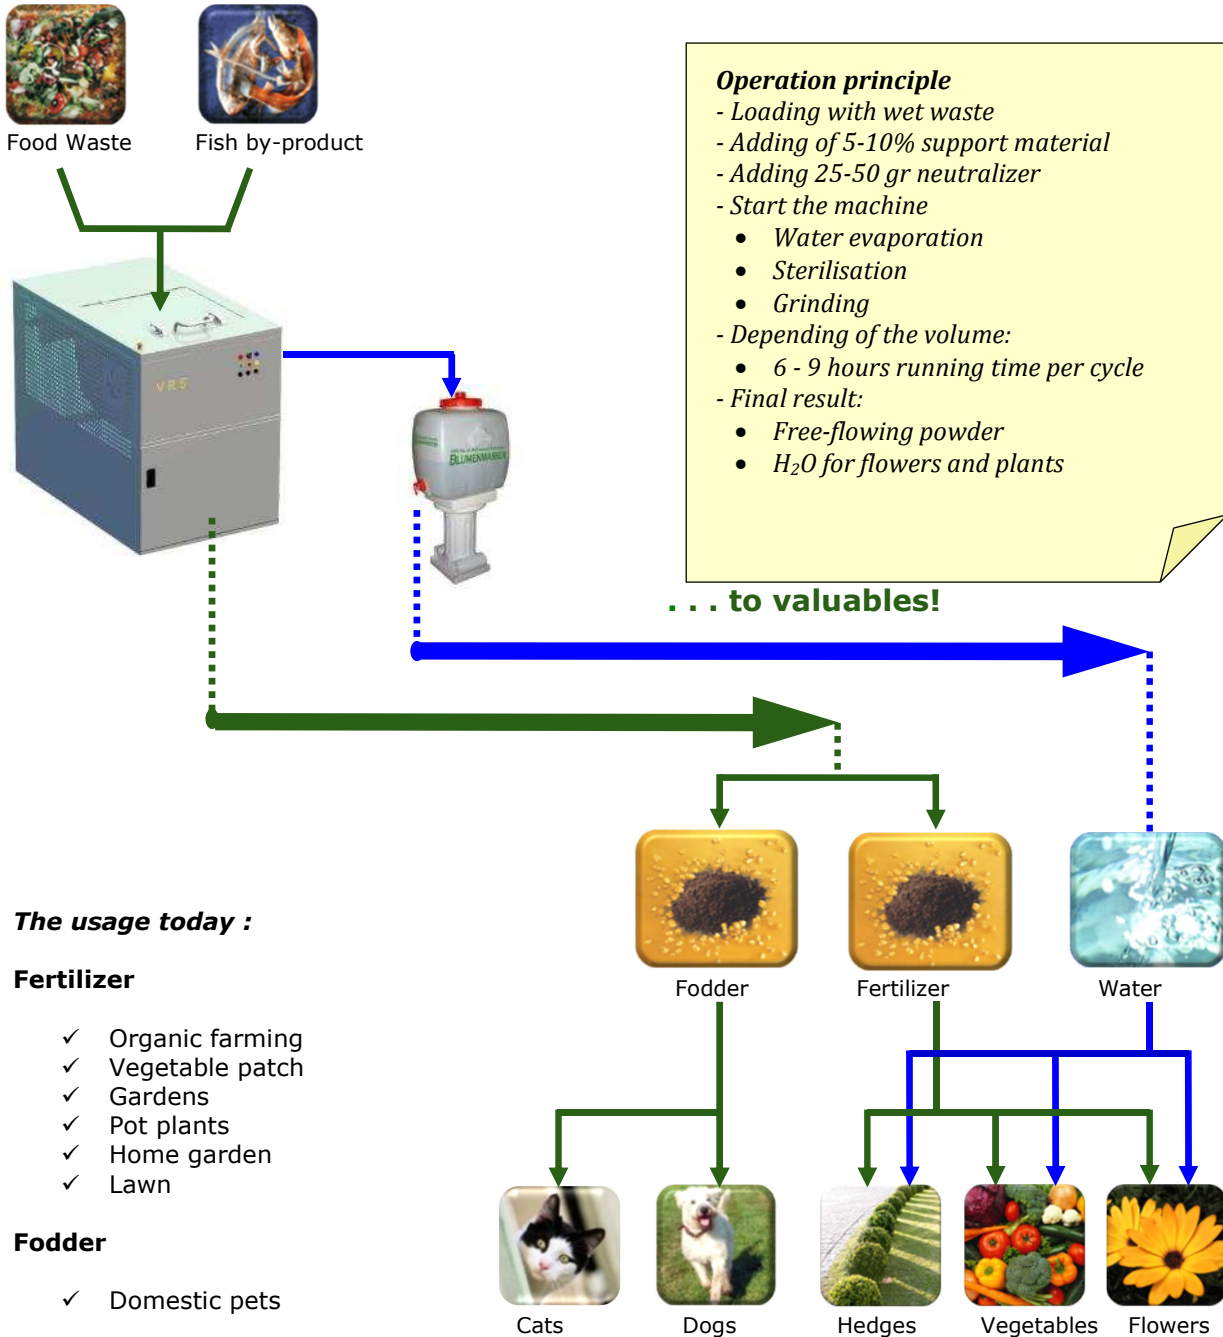 Food Waste
Fish by-product
Operation principle
- Loading with wet waste
- Adding of 5-10% support material
- Adding 25-50 gr neutralizer
- Start the machine
• Water evaporation
• Sterilisation
• Grinding
- Depending of the volume:
• 6 - 9 hours running time per cycle
- Final result:
• Free-flowing powder
• H₂O for flowers and plants
VRS
BLUMENWASSER
. . . to valuables!
Fodder
Fertilizer
Water
The usage today :
Fertilizer
✓ Organic farming
✓ Vegetable patch
✓ Gardens
✓ Pot plants
✓ Home garden
✓ Lawn
Fodder
✓ Domestic pets
Cats
Dogs
Hedges
Vegetables
Flowers